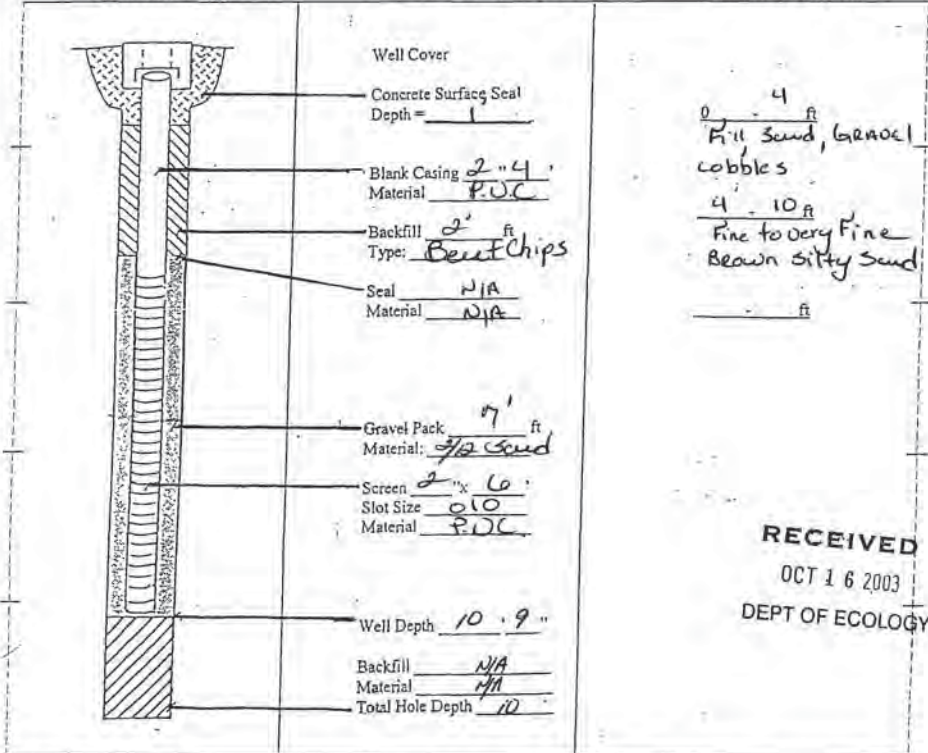 Well Cover
Concrete Surface Seal
Depth = 1
Blank Casing 2 " 4 '
Material P.V.C
Backfill 2' ft
Type: Bent Chips
Seal N/A
Material N/A
Gravel Pack 7' ft
Material: 2/12 Sand
Screen 2 "x 6 '
Slot Size 010
Material P.V.C.
Well Depth 10 ' 9 "
Backfill N/A
Material N/A
Total Hole Depth 10
0 - 4 ft
Fill Sand, GRAVEL
cobbles
4 - 10 ft
Fine to very Fine
Brown Silty Sand
- ft
RECEIVED
OCT 16 2003
DEPT OF ECOLOGY